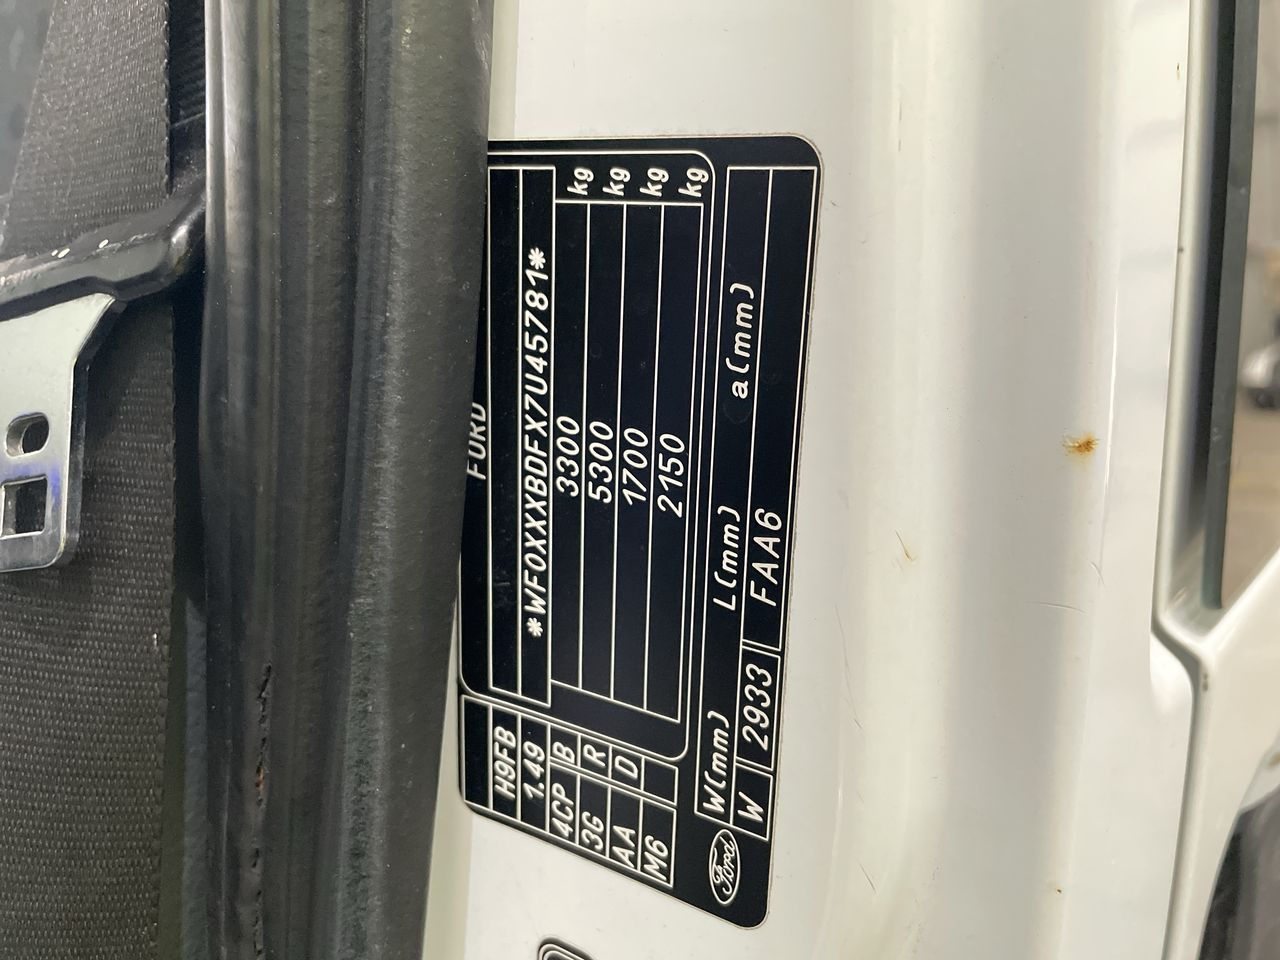 FORD
*WF0XXXBDFX7U45781*
3300 kg
5300 kg
1700 kg
2150 kg
H9FB
1.49
4CP B
3G R
AA D
M6
W(mm) L(mm) a(mm)
W 2933 FAA6
Ford